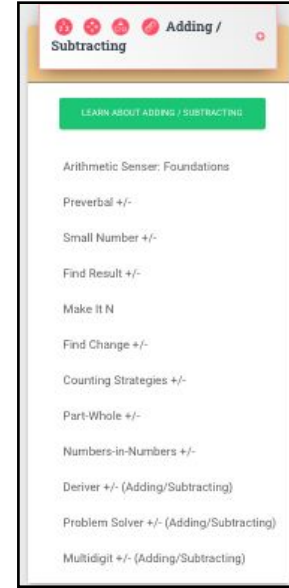 Adding /
Subtracting
LEARN ABOUT ADDING / SUBTRACTING
Arithmetic Senser: Foundations
Preverbal +/-
Small Number +/-
Find Result +/-
Make It N
Find Change +/-
Counting Strategies +/-
Part-Whole +/-
Numbers-in-Numbers +/-
Deriver +/- (Adding/Subtracting)
Problem Solver +/- (Adding/Subtracting)
Multidigit +/- (Adding/Subtracting)